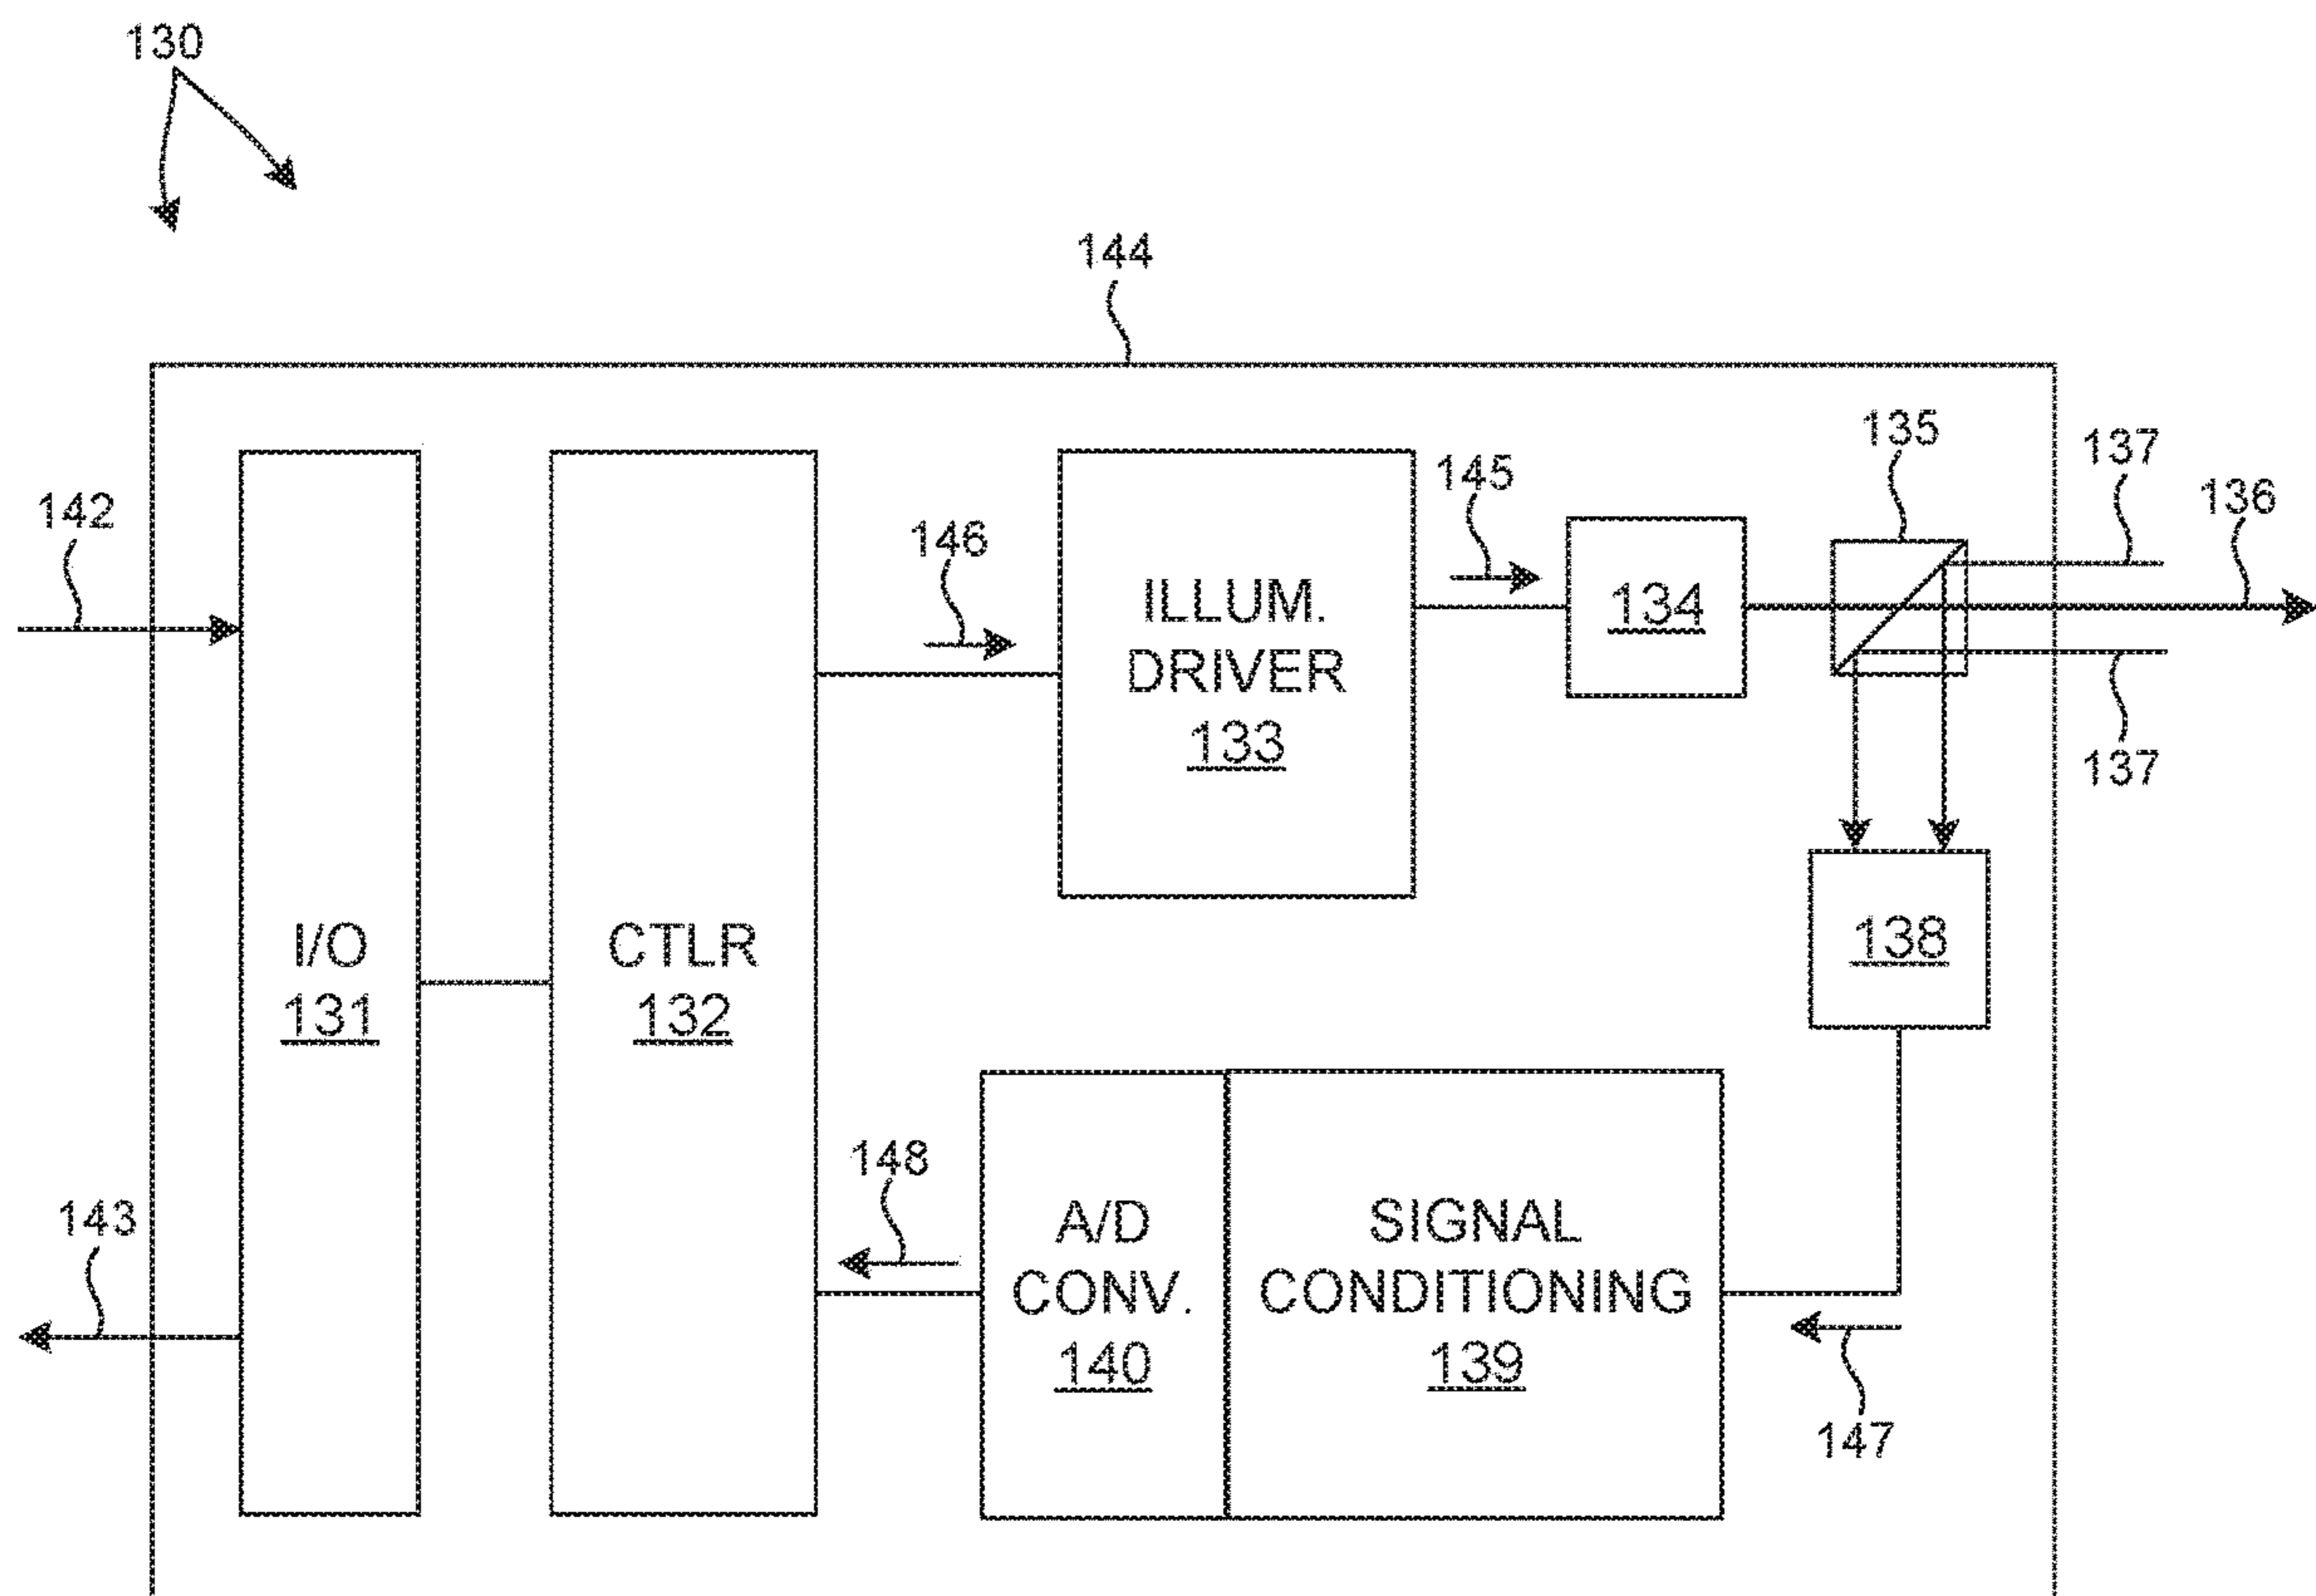 130
144
135
137
145
136
142
146
ILLUM.
DRIVER
133
134
137
I/O
131
CTLR
132
138
148
143
A/D
CONV.
140
SIGNAL
CONDITIONING
139
147